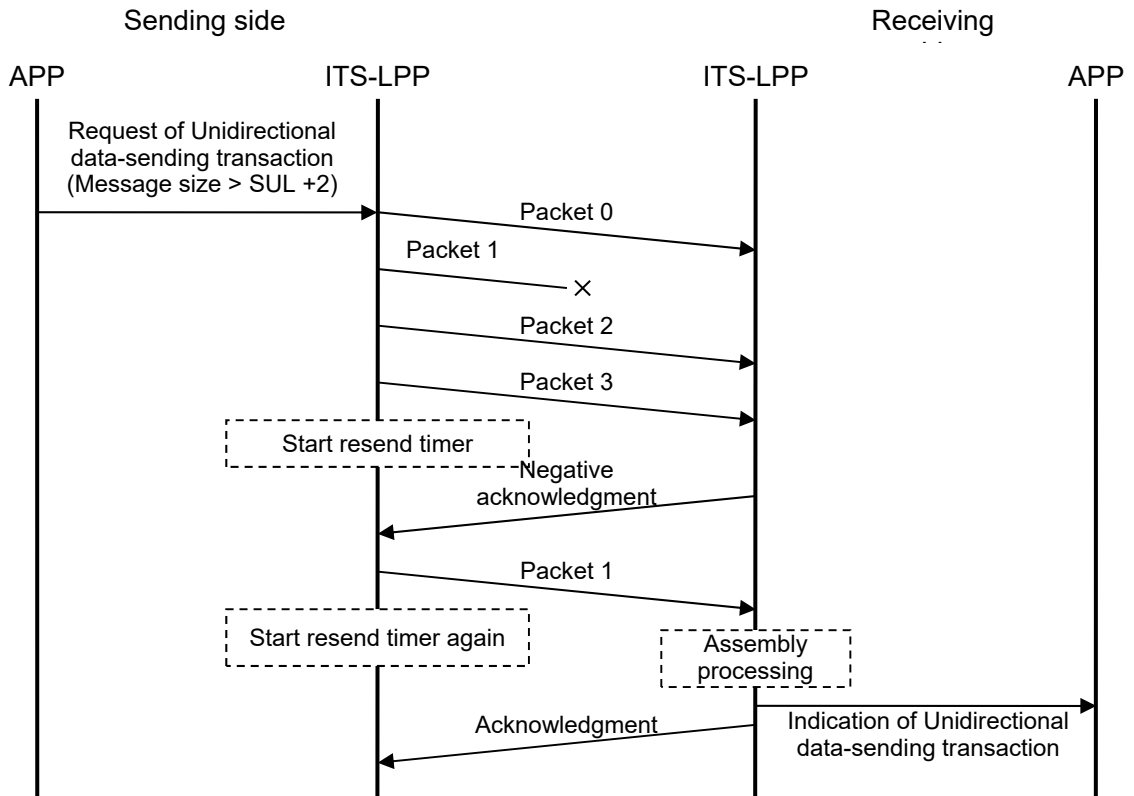 Sending side
Receiving
APP
ITS-LPP
ITS-LPP
APP
Request of Unidirectional
data-sending transaction
(Message size > SUL +2)
Packet 0
Packet 1
Packet 2
Packet 3
Start resend timer
Negative
acknowledgment
Packet 1
Start resend timer again
Assembly
processing
Acknowledgment
Indication of Unidirectional
data-sending transaction